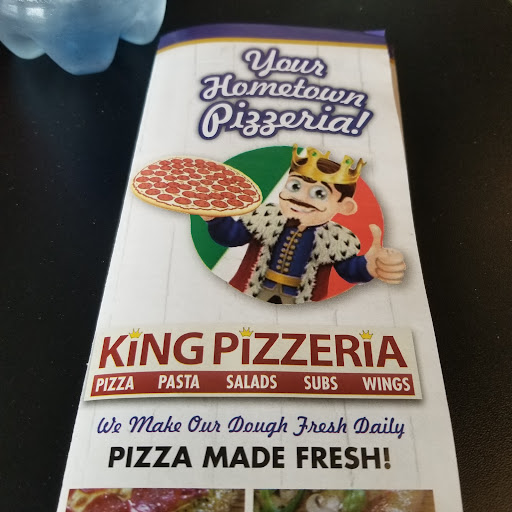 Your
Hometown
Pizzeria!
KiNG PiZZERiA
PIZZA PASTA SALADS SUBS WINGS
We Make Our Dough Fresh Daily
PIZZA MADE FRESH!